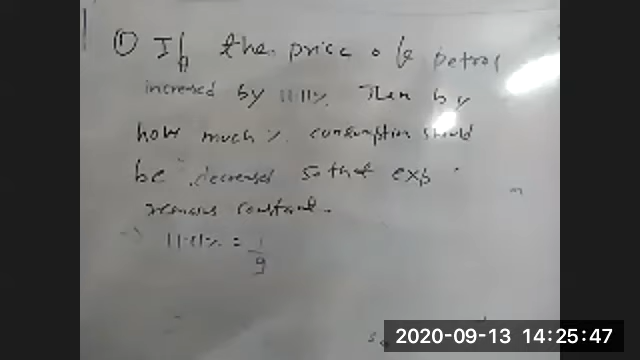 ① If the price of petrol
increased by 11.11%. Then by
how much %. consumption should
be decreased so that exp
remains constant.
11.11% = 1/9
2020-09-13 14:25:47